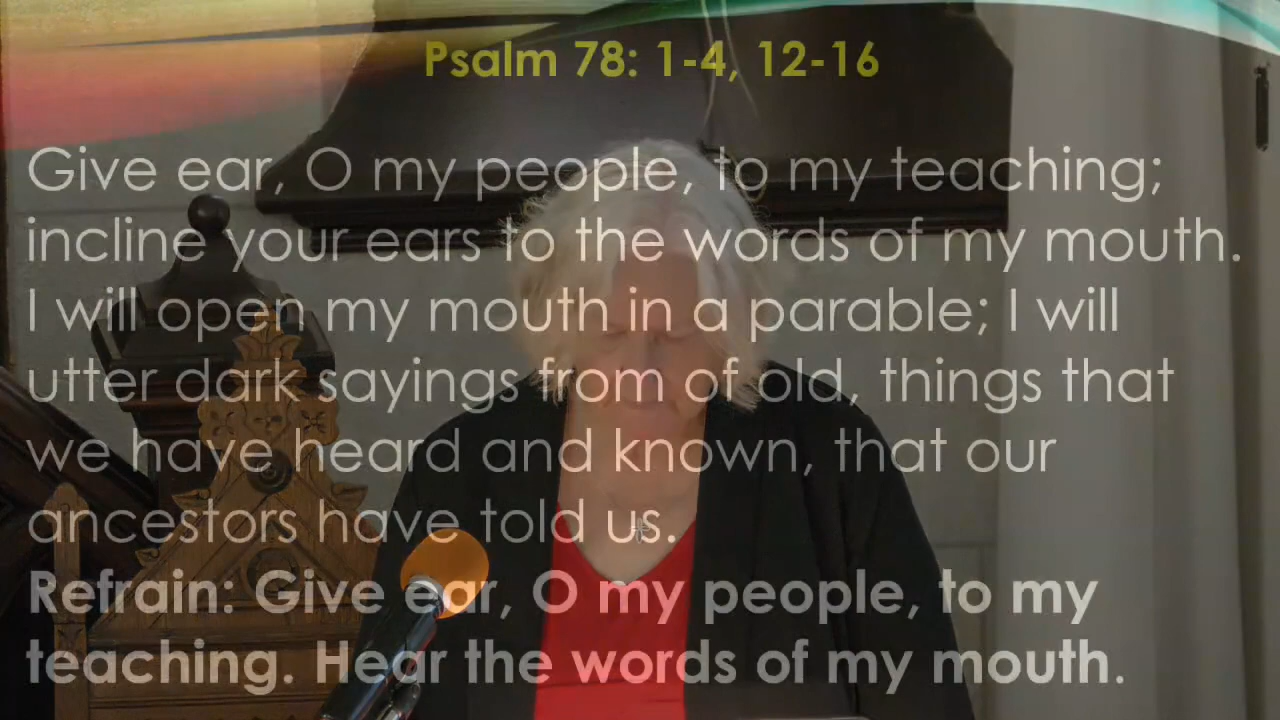 Psalm 78: 1-4, 12-16
Give ear, O my people, to my teaching;
incline your ears to the words of my mouth.
I will open my mouth in a parable; I will
utter dark sayings from of old, things that
we have heard and known, that our
ancestors have told us.
Refrain: Give ear, O my people, to my
teaching. Hear the words of my mouth.